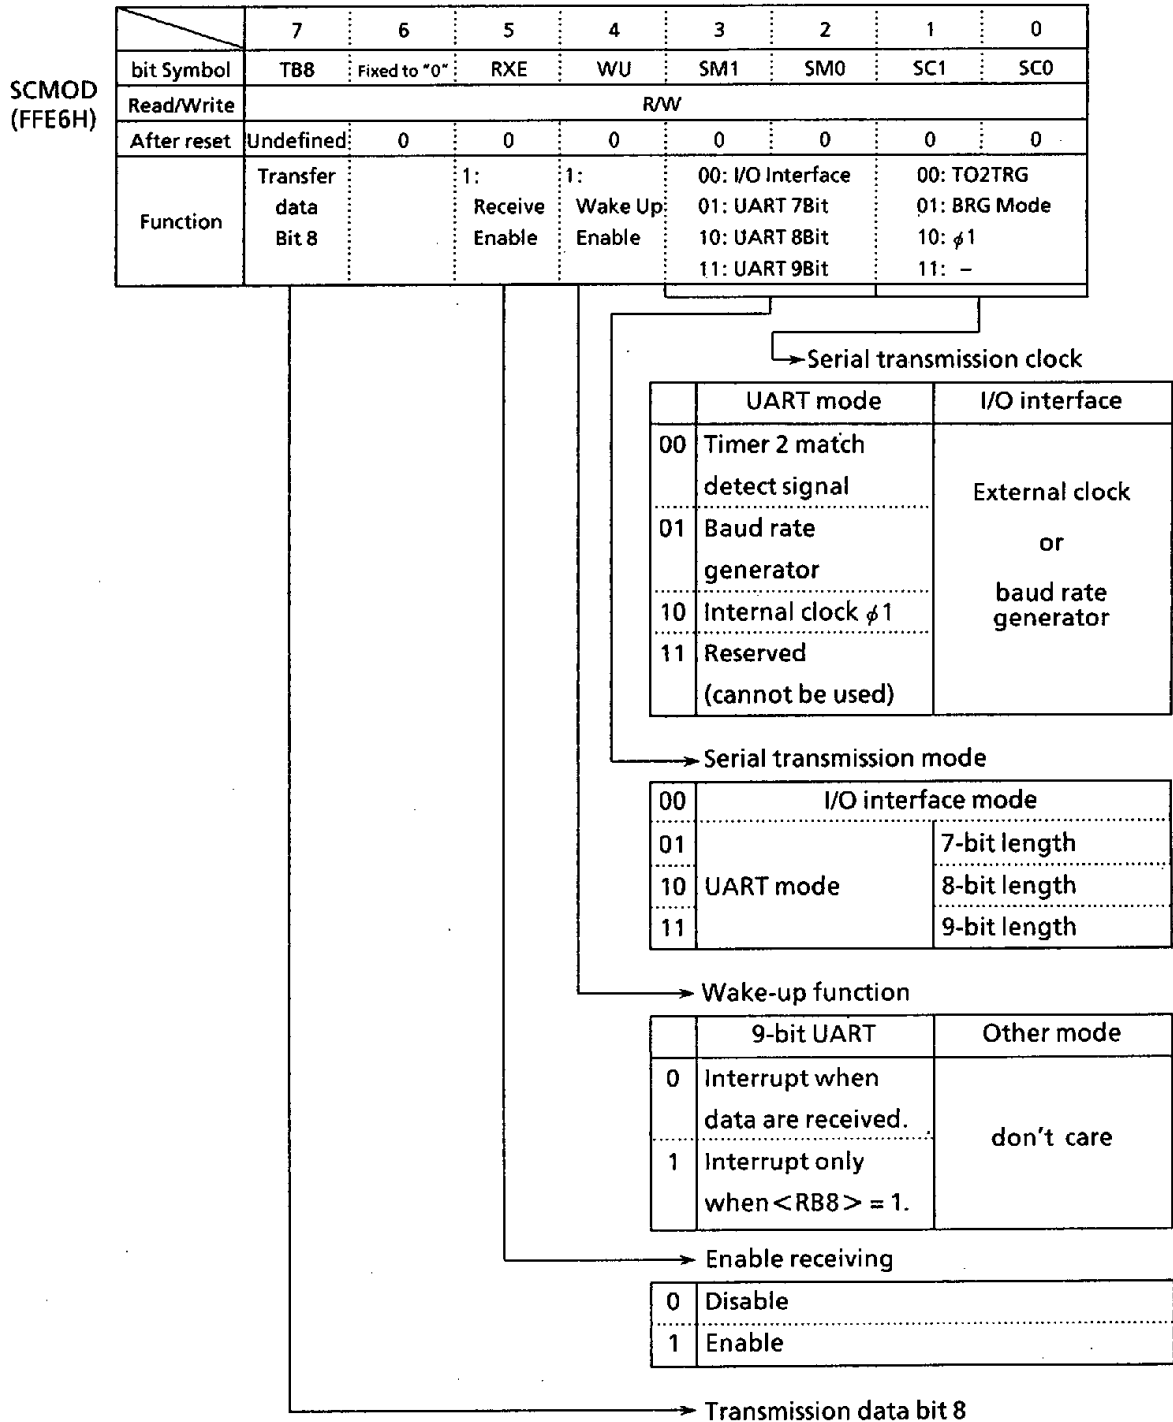 7 6 5 4 3 2 1 0
bit Symbol TB8 Fixed to "0" RXE WU SM1 SM0 SC1 SC0
SCMOD
(FFE6H)
Read/Write R/W
After reset Undefined 0 0 0 0 0 0 0
Function
Transfer
data
Bit 8
1:
Receive
Enable
1:
Wake Up
Enable
00: I/O Interface
01: UART 7Bit
10: UART 8Bit
11: UART 9Bit
00: TO2TRG
01: BRG Mode
10: ϕ1
11: –
Serial transmission clock
UART mode I/O interface
00 Timer 2 match
detect signal
01 Baud rate
generator
10 Internal clock ϕ1
11 Reserved
(cannot be used)
External clock
or
baud rate
generator
Serial transmission mode
00 I/O interface mode
01 7-bit length
10 UART mode 8-bit length
11 9-bit length
Wake-up function
9-bit UART Other mode
0 Interrupt when
data are received.
1 Interrupt only
when <RB8> = 1.
don't care
Enable receiving
0 Disable
1 Enable
Transmission data bit 8